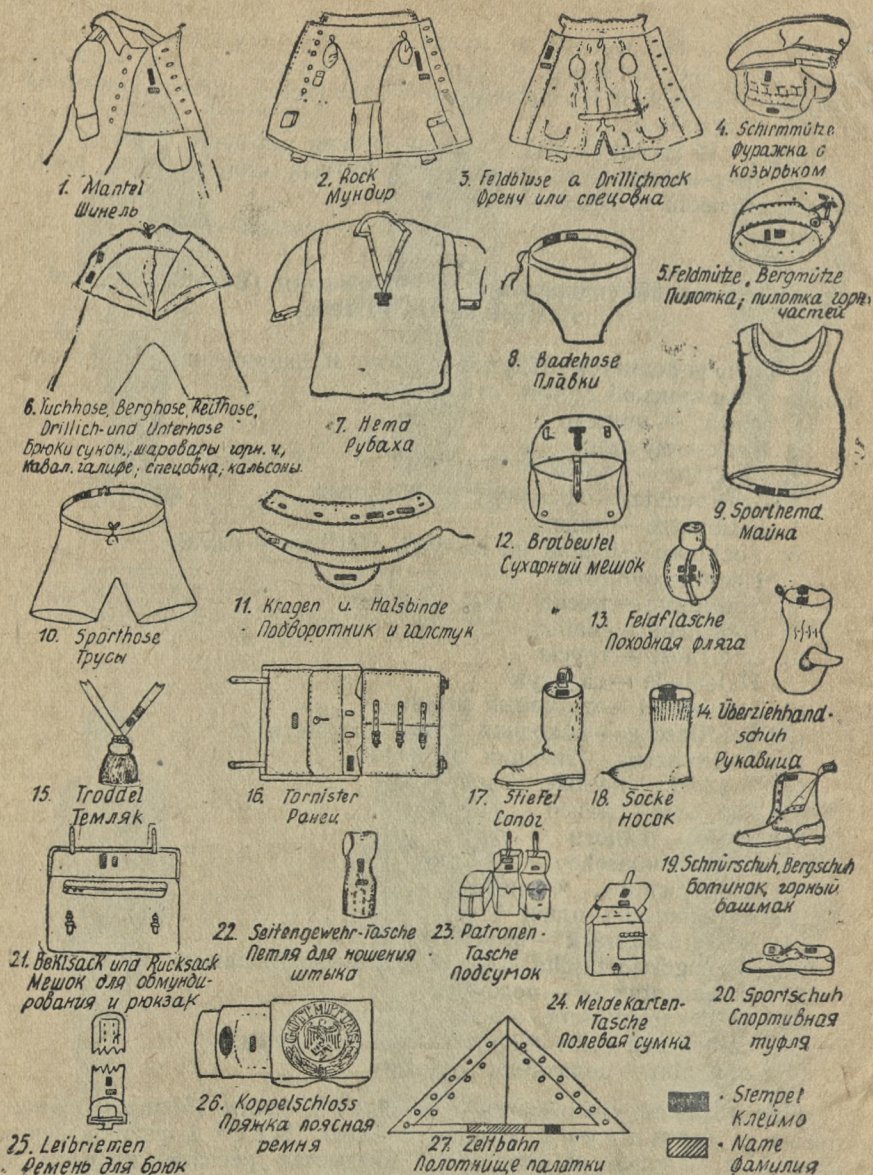 1. Mantel
Шинель
2. Rock
Мундир
3. Feldbluse a Drillichrock
Френч или спецовка
4. Schirmmütze
Фуражка с
козырьком
5. Feldmütze, Bergmütze
Пилотка; пилотка горн.
частей
6. Tuchhose, Berghose, Reithose,
Drillich- und Unterhose
Брюки сукон., шаровары горн. ч.,
Кавал. галифе; спецовка; кальсоны.
7. Hemd
Рубаха
8. Badehose
Плавки
9. Sporthemd.
Майка
10. Sporthose
Трусы
11. Kragen u. Halsbinde
Подворотник и галстук
L B
12. Brotbeutel
Сухарный мешок
13. Feldflasche
Походная фляга
14. Überziehhand-
schuh
Рукавица
15. Troddel
Темляк
16. Tornister
Ранец
17. Stiefel
Сапог
18. Socke
Носок
19. Schnürschuh, Bergschuh
Ботинок, горный
башмак
20. Sportschuh
Спортивная
туфля
21. Beklsack und Rucksack
Мешок для обмунди-
рования и рюкзак
22. Seitengewehr-Tasche
Петля для ношения
штыка
23. Patronen-
Tasche
Подсумок
24. Meldekarten-
Tasche
Полевая сумка
25. Leibriemen
Ремень для брюк
GOTT MIT UNS
26. Koppelschloss
Пряжка поясная
ремня
27. Zeltbahn
Полотнище палатки
Stempel
Клеймо
Name
фамилия